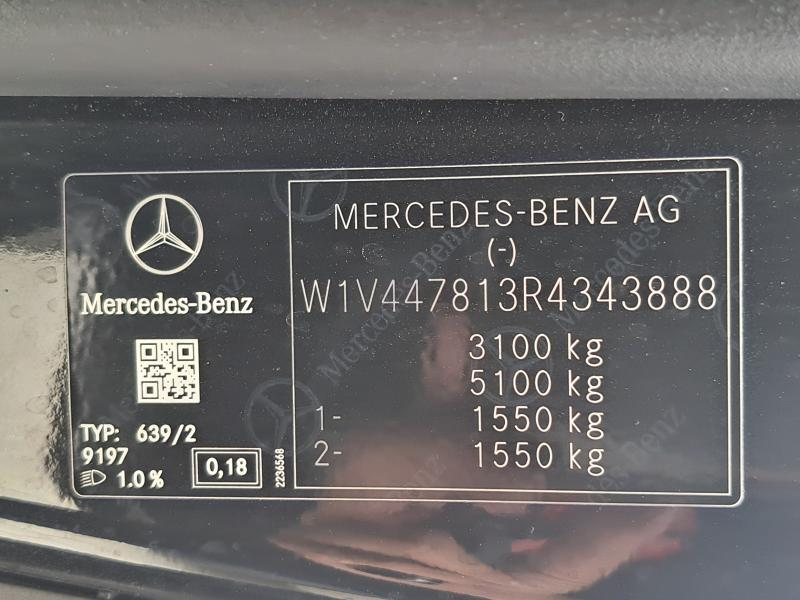 Mercedes-Benz
TYP: 639/2
9197
1.0 %
0,18
2236568
MERCEDES-BENZ AG
(-)
W1V447813R4343888
3100 kg
5100 kg
1- 1550 kg
2- 1550 kg